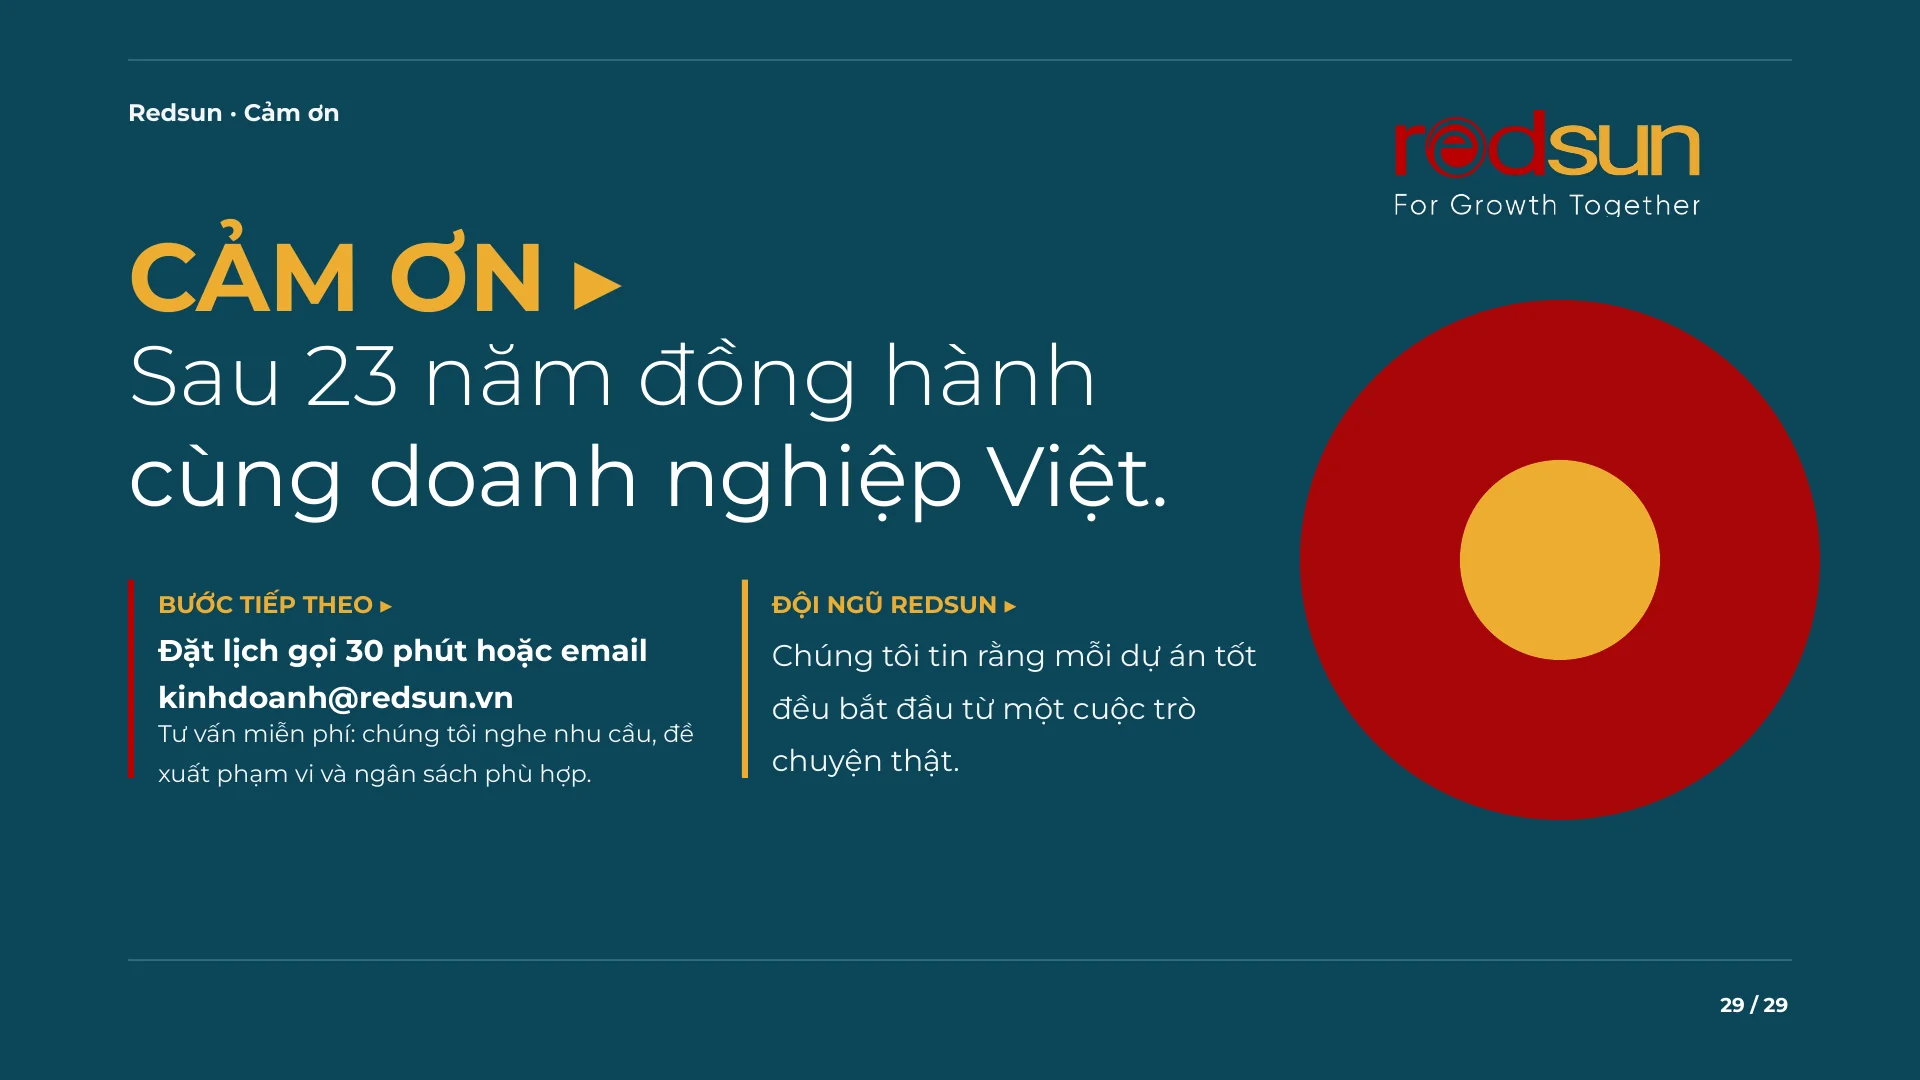 Redsun · Cảm ơn
redsun
For Growth Together
CẢM ƠN ▸
Sau 23 năm đồng hành
cùng doanh nghiệp Việt.
BƯỚC TIẾP THEO ▸
Đặt lịch gọi 30 phút hoặc email
kinhdoanh@redsun.vn
Tư vấn miễn phí: chúng tôi nghe nhu cầu, đề
xuất phạm vi và ngân sách phù hợp.
ĐỘI NGŨ REDSUN ▸
Chúng tôi tin rằng mỗi dự án tốt
đều bắt đầu từ một cuộc trò
chuyện thật.
29 / 29